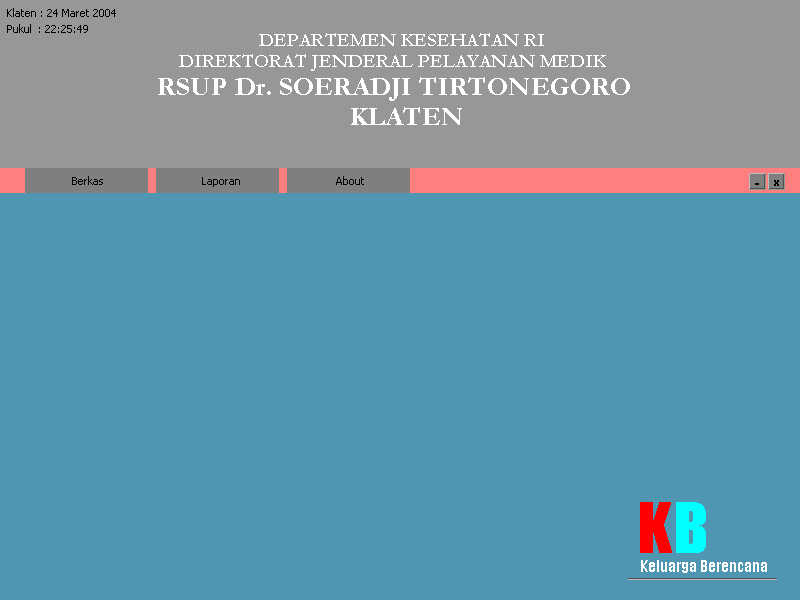 Klaten : 24 Maret 2004
Pukul : 22:25:49
DEPARTEMEN KESEHATAN RI
DIREKTORAT JENDERAL PELAYANAN MEDIK
RSUP Dr. SOERADJI TIRTONEGORO
KLATEN
Berkas Laporan About - x
KB
Keluarga Berencana